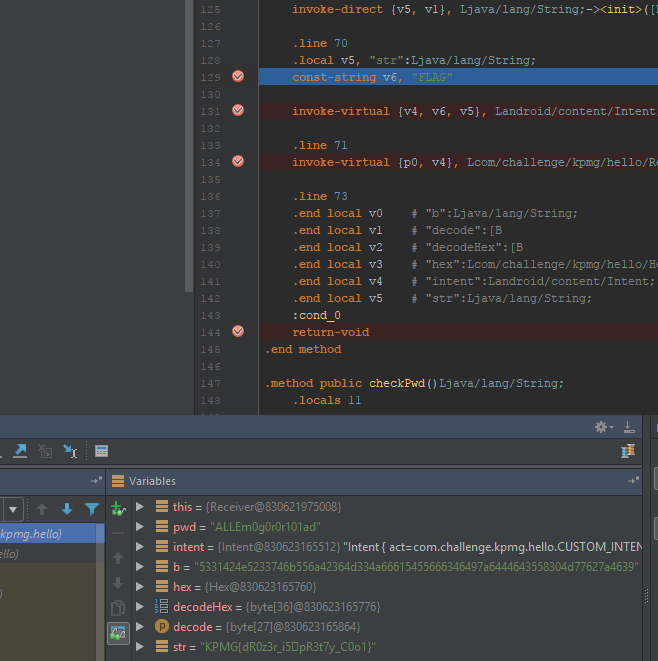 125 invoke-direct {v5, v1}, Ljava/lang/String;-><init>([
126
127 .line 70
128 .local v5, "str":Ljava/lang/String;
129 const-string v6, "FLAG"
130
131 invoke-virtual {v4, v6, v5}, Landroid/content/Intent
132
133 .line 71
134 invoke-virtual {p0, v4}, Lcom/challenge/kpmg/hello/Re
135
136 .line 73
137 .end local v0 # "b":Ljava/lang/String;
138 .end local v1 # "decode":[B
139 .end local v2 # "decodeHex":[B
140 .end local v3 # "hex":Lcom/challenge/kpmg/hello/He
141 .end local v4 # "intent":Landroid/content/Intent;
142 .end local v5 # "str":Ljava/lang/String;
143 :cond_0
144 return-void
145 .end method
146
147 .method public checkPwd()Ljava/lang/String;
148 .locals 11
Variables
kpmg.hello)
hello)
)
)
this = {Receiver@830621975008}
pwd = "ALLEm0g0r0r101ad"
intent = {Intent@830623165512} "Intent { act=com.challenge.kpmg.hello.CUSTOM_INTEN
b = "5331424e5233746b556a42364d334a66615455666346497a6444643558304d77627a4639"
hex = {Hex@830623165760}
decodeHex = {byte[36]@830623165776}
decode = {byte[27]@830623165864}
str = "KPMG{dR0z3r_i5▯pR3t7y_C0o1}"